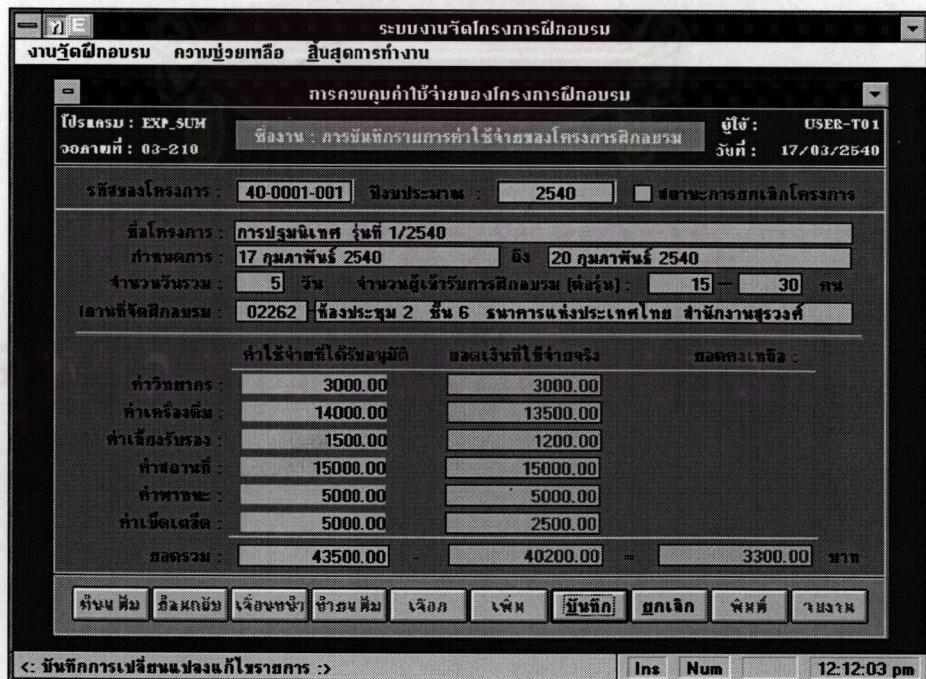 ระบบงานจัดโครงการฝึกอบรม
งานจัดฝึกอบรม ความช่วยเหลือ สิ้นสุดการทำงาน
การควบคุมค่าใช้จ่ายของโครงการฝึกอบรม
โปรแกรม : EXP_SUM
ชื่องาน : การบันทึกรายการค่าใช้จ่ายของโครงการฝึกอบรม
ผู้ใช้ : USER-T01
จอภาพที่ : 03-210
วันที่ : 17/03/2540
รหัสของโครงการ : 40-0001-001 ปีงบประมาณ : 2540 สถานะการยกเลิกโครงการ
ชื่อโครงการ : การปฐมนิเทศ รุ่นที่ 1/2540
กำหนดการ : 17 กุมภาพันธ์ 2540 ถึง 20 กุมภาพันธ์ 2540
จำนวนวันรวม : 5 วัน จำนวนผู้เข้ารับการฝึกอบรม (ต่อรุ่น) : 15 - 30 คน
สถานที่จัดฝึกอบรม : 02262 ห้องประชุม 2 ชั้น 6 ธนาคารแห่งประเทศไทย สำนักงานสุรวงศ์
ค่าใช้จ่ายที่ได้รับอนุมัติ ยอดเงินที่ใช้จ่ายจริง ยอดคงเหลือ :
ค่าวิทยากร : 3000.00 3000.00
ค่าเครื่องดื่ม : 14000.00 13500.00
ค่าเลี้ยงรับรอง : 1500.00 1200.00
ค่าสถานที่ : 15000.00 15000.00
ค่าพาหนะ : 5000.00 5000.00
ค่าเบ็ดเตล็ด : 5000.00 2500.00
ยอดรวม : 43500.00 - 40200.00 = 3300.00 บาท
ต้นแฟ้ม ย้อนกลับ เลื่อนหน้า ท้ายแฟ้ม เลือก เพิ่ม บันทึก ยกเลิก พิมพ์ จบงาน
<: บันทึกการเปลี่ยนแปลงแก้ไขรายการ :> Ins Num 12:12:03 pm